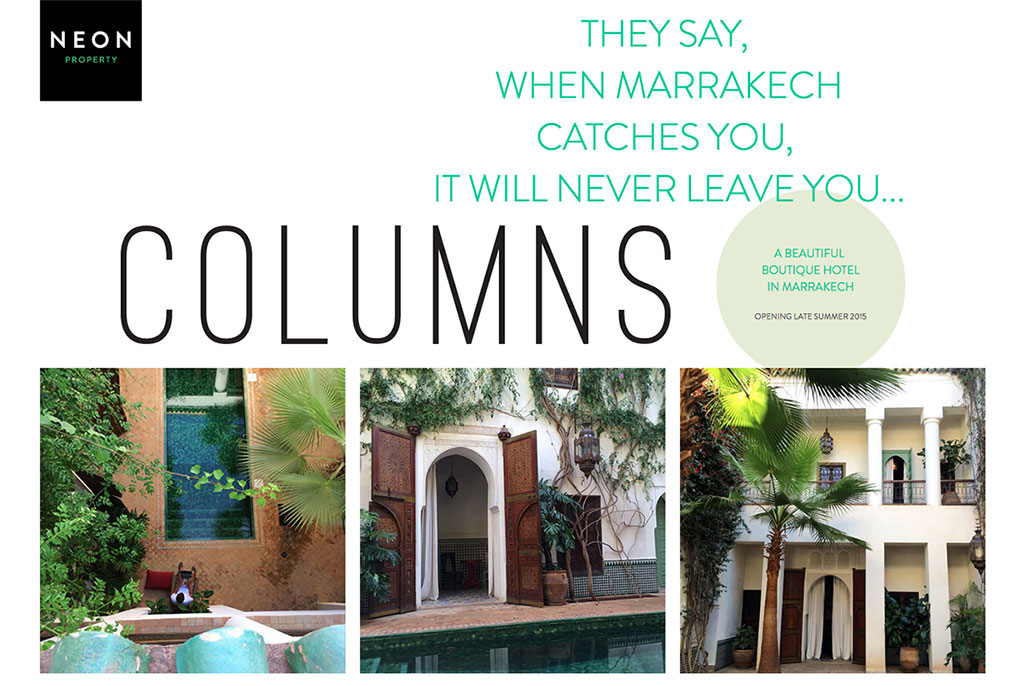 NEON
PROPERTY
THEY SAY,
WHEN MARRAKECH
CATCHES YOU,
IT WILL NEVER LEAVE YOU...
COLUMNS
A BEAUTIFUL
BOUTIQUE HOTEL
IN MARRAKECH
OPENING LATE SUMMER 2015